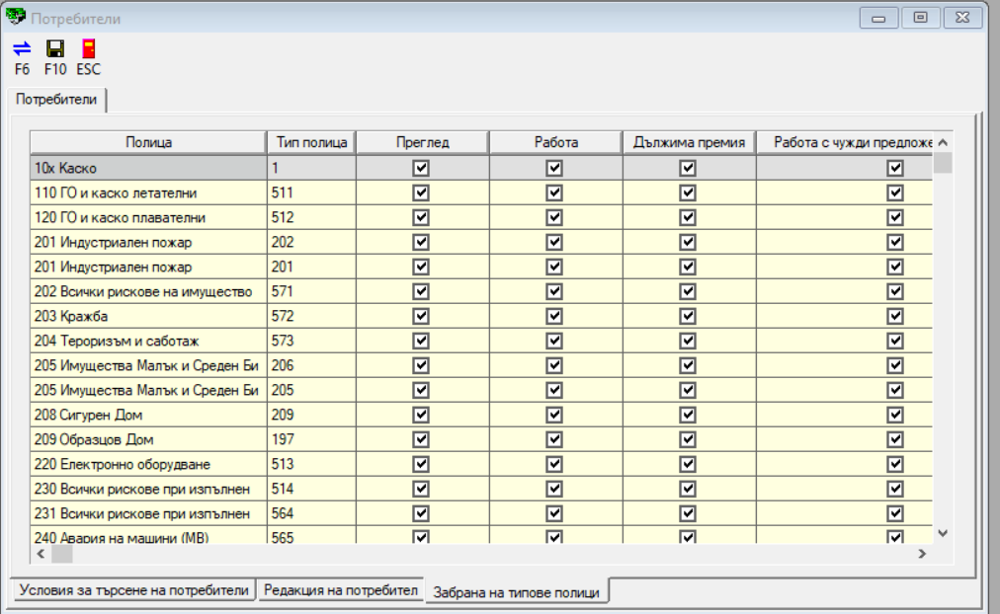 Потребители
F6 F10 ESC
Потребители
Полица Тип полица Преглед Работа Дължима премия Работа с чужди предложе
10x Каско 1
110 ГО и каско летателни 511
120 ГО и каско плавателни 512
201 Индустриален пожар 202
201 Индустриален пожар 201
202 Всички рискове на имущество 571
203 Кражба 572
204 Тероризъм и саботаж 573
205 Имущества Малък и Среден Би 206
205 Имущества Малък и Среден Би 205
208 Сигурен Дом 209
209 Образцов Дом 197
220 Електронно оборудване 513
230 Всички рискове при изпълнен 514
231 Всички рискове при изпълнен 564
240 Авария на машини (МВ) 565
Условия за търсене на потребители Редакция на потребител Забрана на типове полици